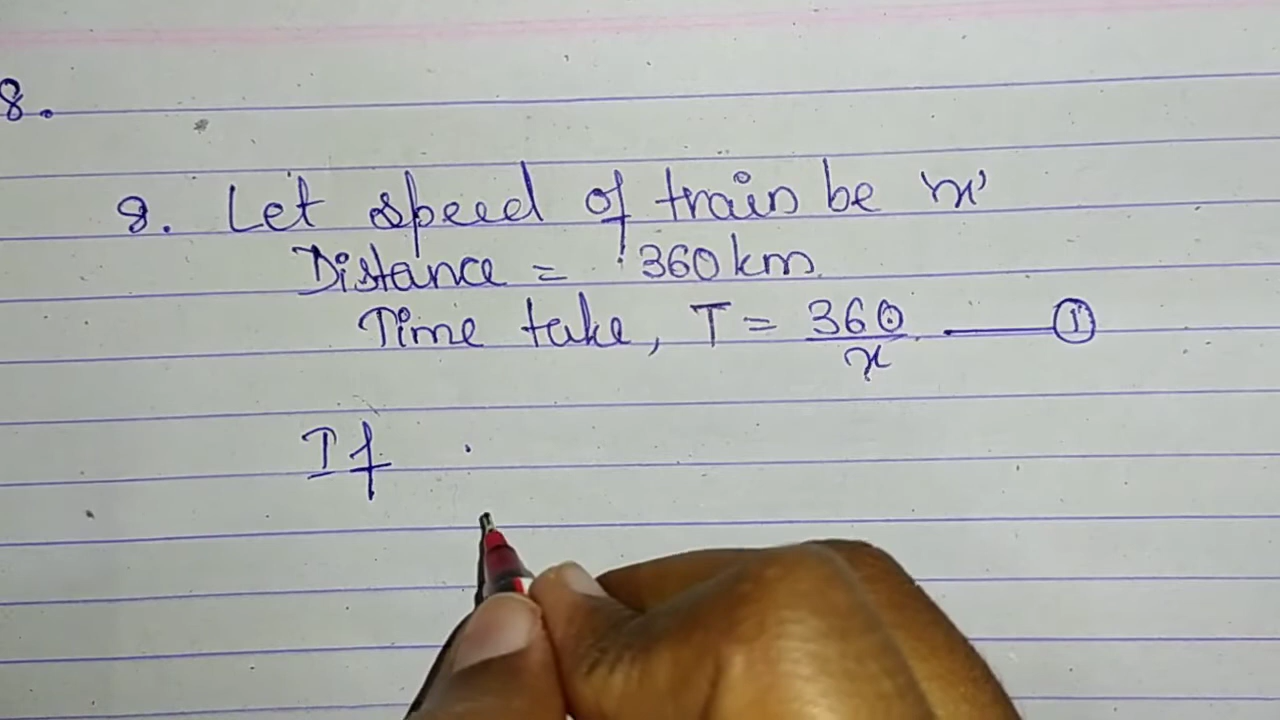 8.
8. Let speed of train be 'x'
Distance = 360 km.
Time take, T = 360/x —— ①
If